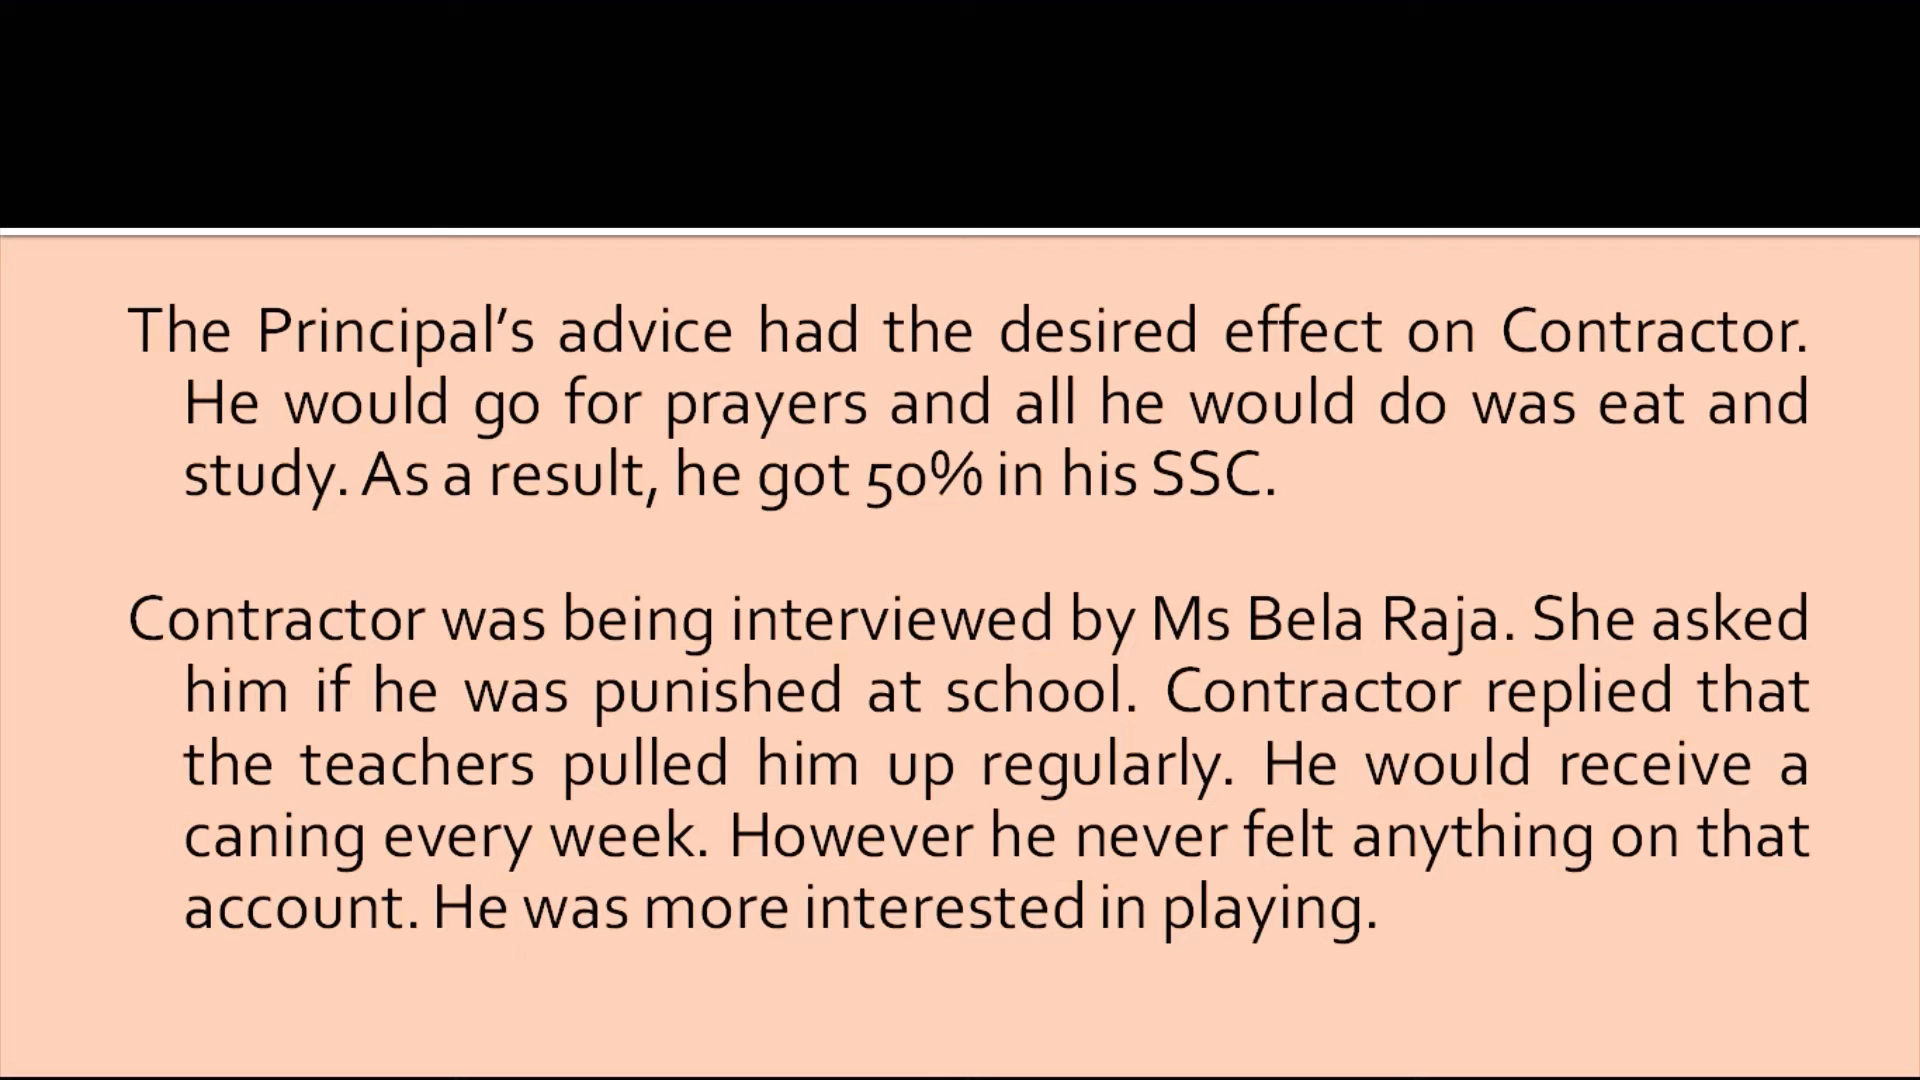 The Principal’s advice had the desired effect on Contractor.
He would go for prayers and all he would do was eat and
study. As a result, he got 50% in his SSC.
Contractor was being interviewed by Ms Bela Raja. She asked
him if he was punished at school. Contractor replied that
the teachers pulled him up regularly. He would receive a
caning every week. However he never felt anything on that
account. He was more interested in playing.